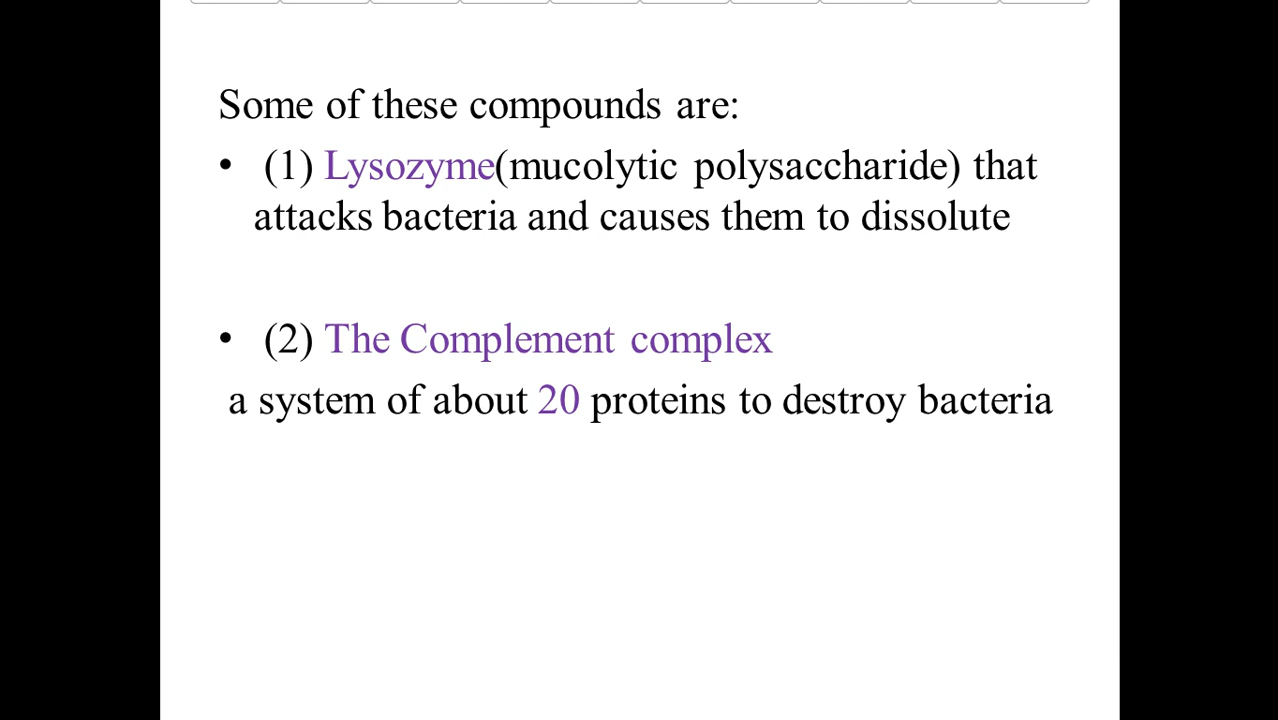 Some of these compounds are:
• (1) Lysozyme(mucolytic polysaccharide) that
attacks bacteria and causes them to dissolute
• (2) The Complement complex
a system of about 20 proteins to destroy bacteria